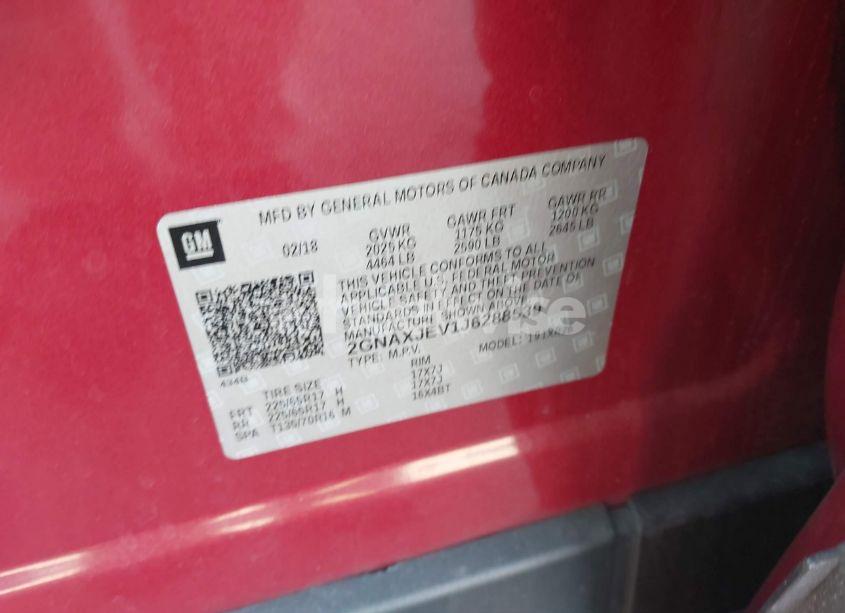 MFD BY GENERAL MOTORS OF CANADA COMPANY
GM
02/18 GVWR GAWR FRT GAWR RR
2025 KG 1175 KG 1200 KG
4464 LB 2590 LB 2645 LB
THIS VEHICLE CONFORMS TO ALL
APPLICABLE U.S. FEDERAL MOTOR
VEHICLE SAFETY AND THEFT PREVENTION
STANDARDS IN EFFECT ON THE DATE OF
MANUFACTURE SHOWN ABOVE.
2GNAXJEV1J6288539
TYPE: M.P.V. MODEL:
TIRE SIZE RIM
FRT 225/65R17 H 17X7J
RR 225/65R17 H 17X7J
SPA T135/70R16 M 16X4BT